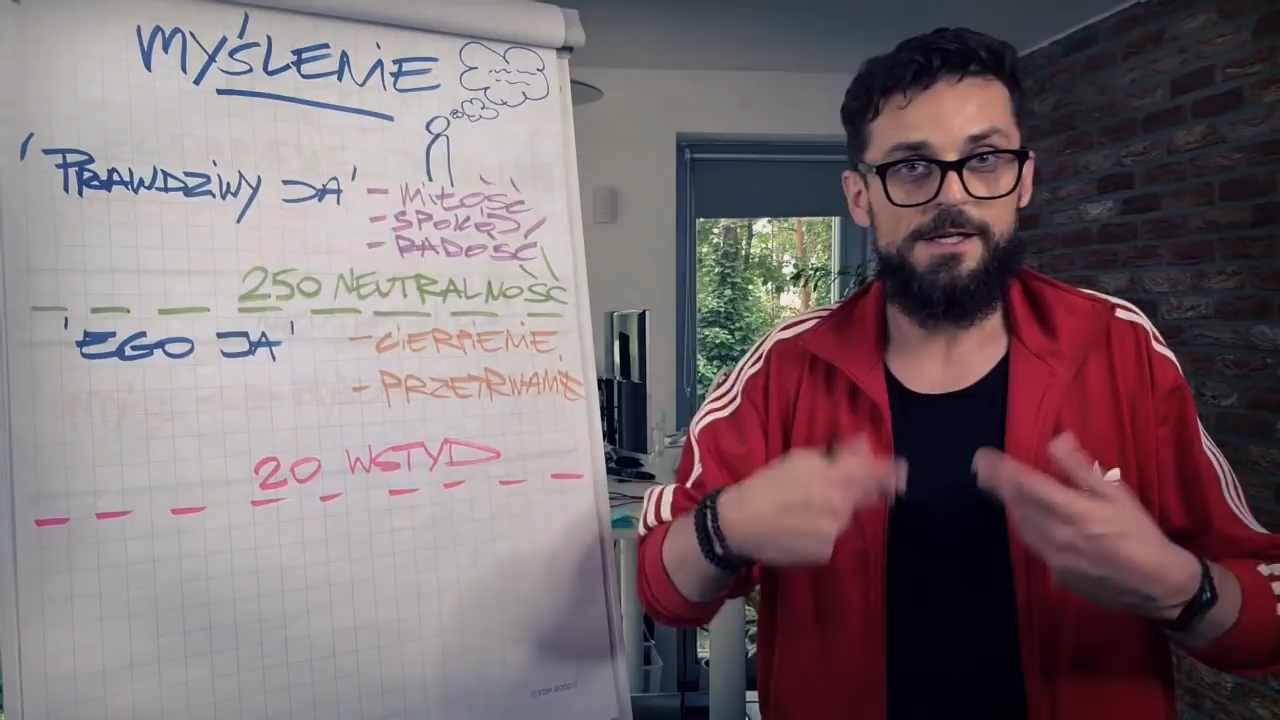 MYŚLENIE
'PRAWDZIWY JA'
- MIŁOŚĆ
- SPOKÓJ
- RADOŚĆ
250 NEUTRALNOŚĆ
'EGO JA'
- CIERPIENIE
- PRZETRWANIE
20 WSTYD